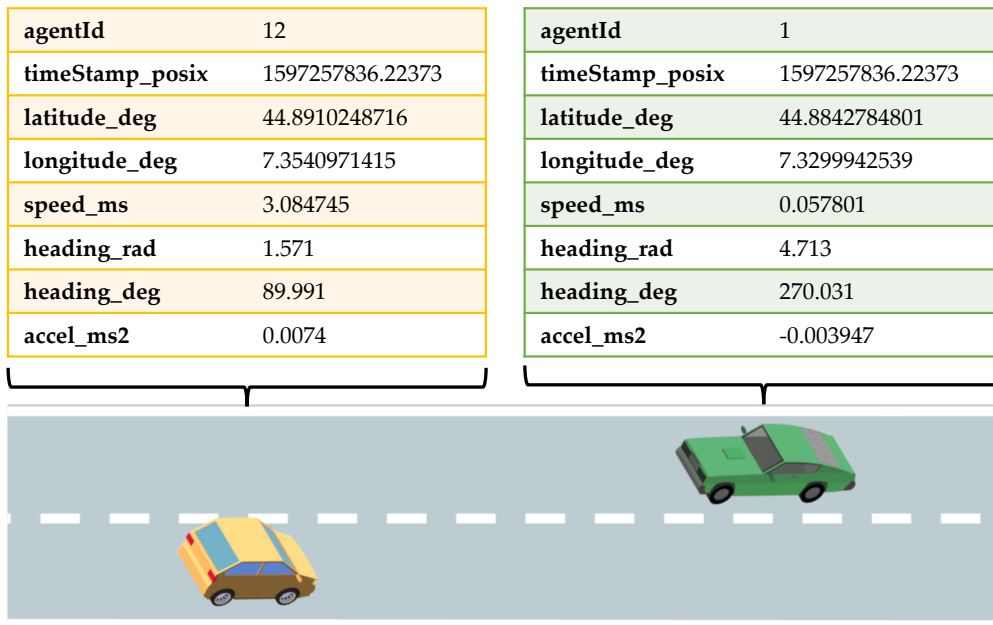 agentId 12
timeStamp_posix 1597257836.22373
latitude_deg 44.8910248716
longitude_deg 7.3540971415
speed_ms 3.084745
heading_rad 1.571
heading_deg 89.991
accel_ms2 0.0074
agentId 1
timeStamp_posix 1597257836.22373
latitude_deg 44.8842784801
longitude_deg 7.3299942539
speed_ms 0.057801
heading_rad 4.713
heading_deg 270.031
accel_ms2 -0.003947